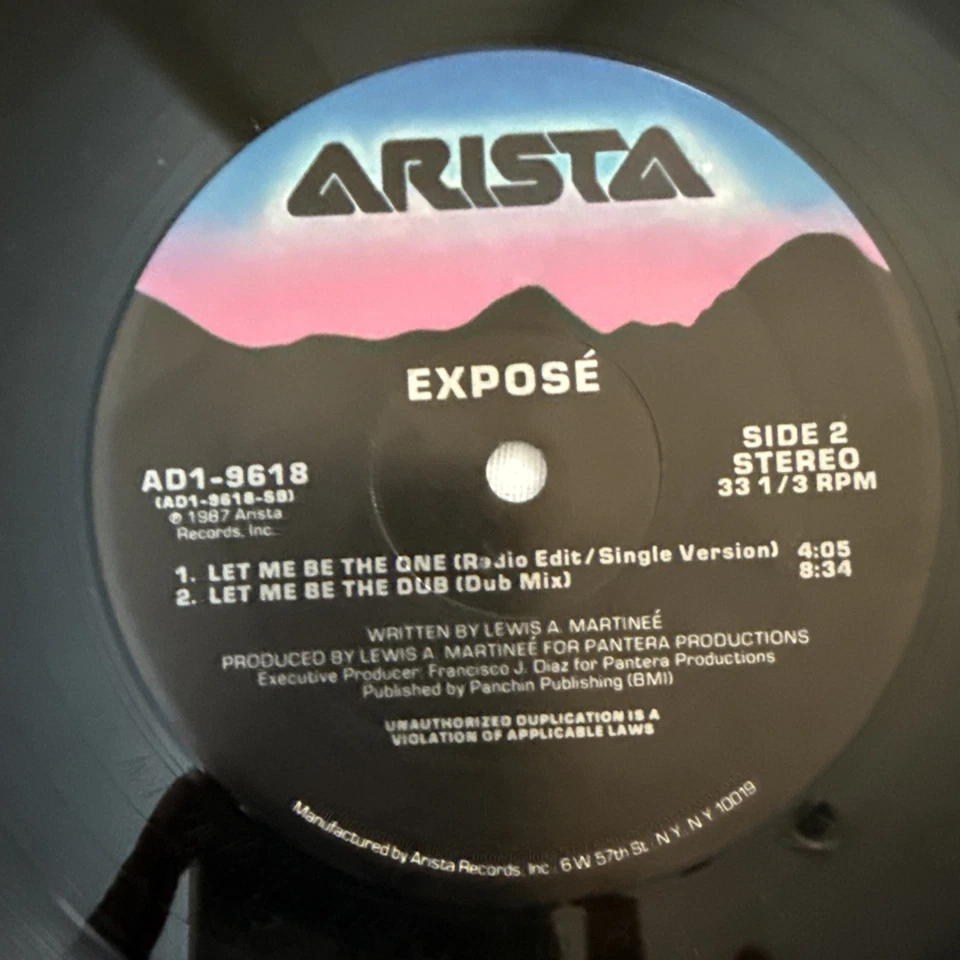 ARISTA
EXPOSÉ
AD1-9618
(AD1-9618-SB)
℗ 1987 Arista
Records, Inc.
SIDE 2
STEREO
33 1/3 RPM
1. LET ME BE THE ONE (Radio Edit/Single Version) 4:05
2. LET ME BE THE DUB (Dub Mix) 8:34
WRITTEN BY LEWIS A. MARTINEÉ
PRODUCED BY LEWIS A. MARTINEÉ FOR PANTERA PRODUCTIONS
Executive Producer: Francisco J. Diaz for Pantera Productions
Published by Panchin Publishing (BMI)
UNAUTHORIZED DUPLICATION IS A
VIOLATION OF APPLICABLE LAWS
Manufactured by Arista Records, Inc. 6 W 57th St. N Y N Y 10019